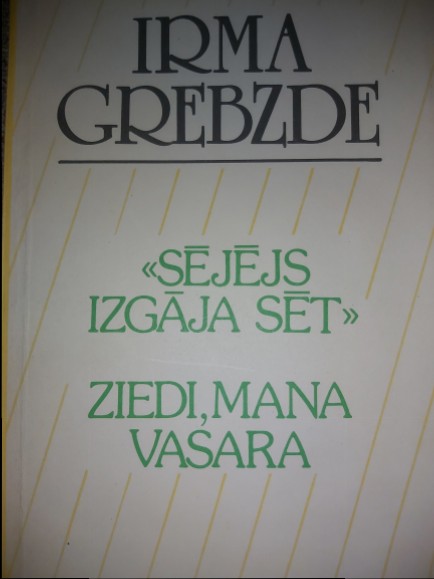 IRMA
GREBZDE
«SĒJĒJS
IZGĀJA SĒT»
ZIEDI, MANA
VASARA